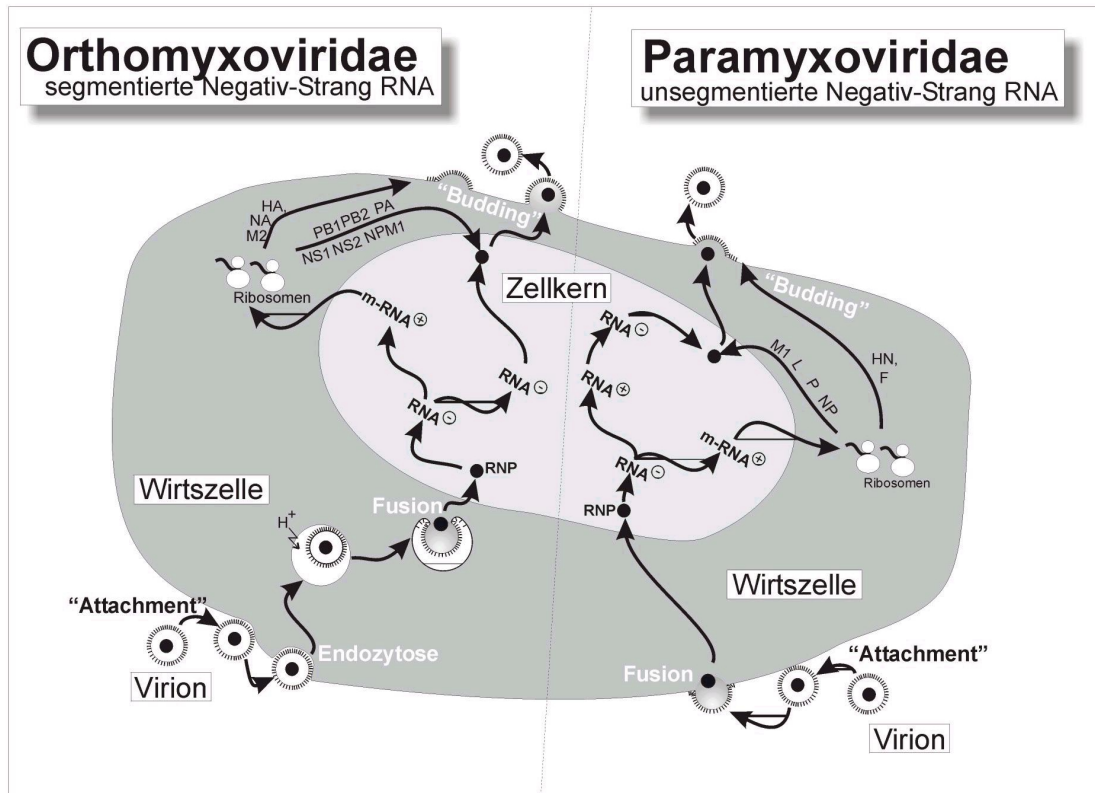 Orthomyxoviridae
segmentierte Negativ-Strang RNA
Paramyxoviridae
unsegmentierte Negativ-Strang RNA
HA,
NA,
M2
PB1 PB2 PA
NS1 NS2 NPM1
"Budding"
Ribosomen
m-RNA +
Zellkern
RNA -
RNA -
RNP
Fusion
Wirtszelle
H+
"Attachment"
Virion
Endozytose
"Budding"
RNA -
RNA +
M1 L P NP
HN,
F
m-RNA +
RNA -
Ribosomen
RNP
Wirtszelle
Fusion
"Attachment"
Virion